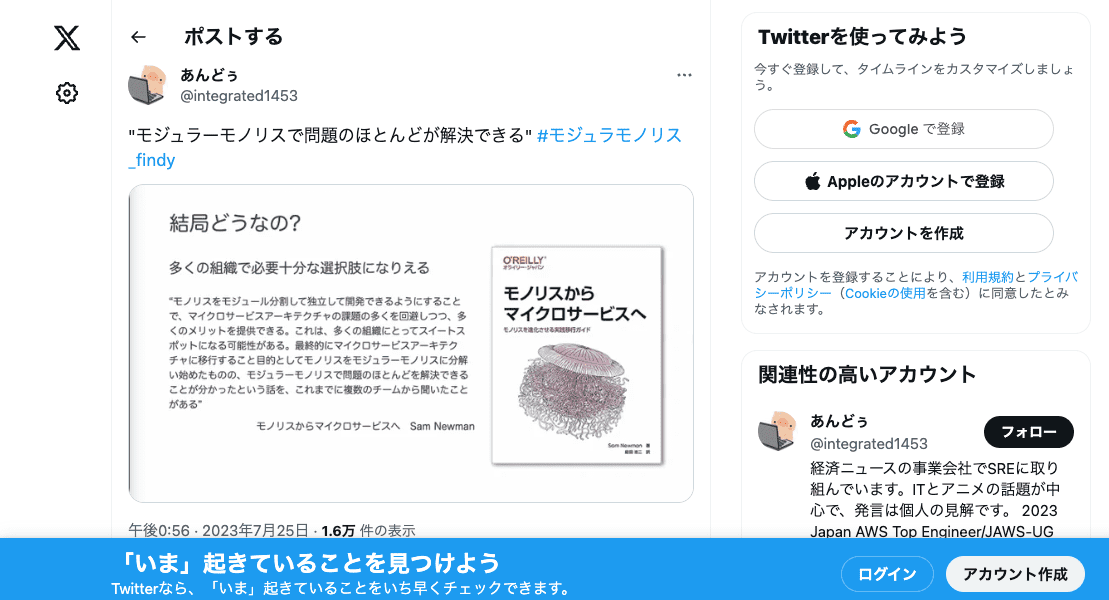 ポストする
あんどぅ
@integrated1453
"モジュラーモノリスで問題のほとんどが解決できる" #モジュラモノリス
_findy
結局どうなの?
多くの組織で必要十分な選択肢になりえる
"モノリスをモジュール分割して独立して開発できるようにすること
で、マイクロサービスアーキテクチャの課題の多くを回避しつつ、多
くのメリットを提供できる。これは、多くの組織にとってスイートス
ポットになる可能性がある。最終的にマイクロサービスアーキテク
チャに移行すること目的としてモノリスをモジュラーモノリスに分解
い始めたものの、モジュラーモノリスで問題のほとんどを解決できる
ことが分かったという話を、これまでに複数のチームから聞いたこと
がある"
モノリスからマイクロサービスへ Sam Newman
O'REILLY
オライリー・ジャパン
モノリスから
マイクロサービスへ
モノリスを進化させる実践移行ガイド
Sam Newman 著
島田 浩二 訳
午後0:56 · 2023年7月25日 · 1.6万 件の表示
Twitterを使ってみよう
今すぐ登録して、タイムラインをカスタマイズしましょ
う。
Google で登録
Appleのアカウントで登録
アカウントを作成
アカウントを登録することにより、利用規約とプライバ
シーポリシー（Cookieの使用を含む）に同意したとみ
なされます。
関連性の高いアカウント
あんどぅ
@integrated1453
フォロー
経済ニュースの事業会社でSREに取り
組んでいます。ITとアニメの話題が中
心で、発言は個人の見解です。 2023
Japan AWS Top Engineer/JAWS-UG
「いま」起きていることを見つけよう
Twitterなら、「いま」起きていることをいち早くチェックできます。
ログイン
アカウント作成